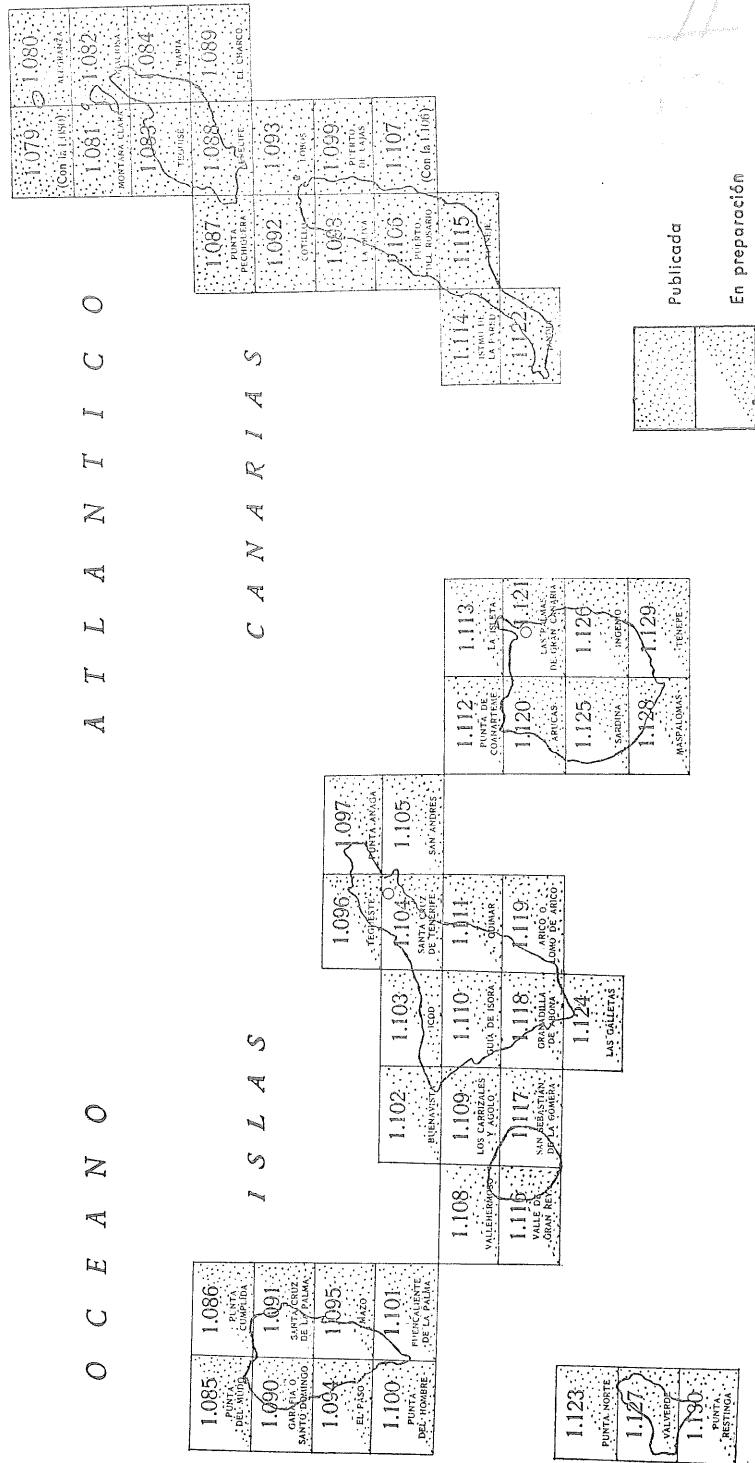 OCEANO ATLANTICO
ISLAS CANARIAS
1.079
(Con la 1.080)
1.080
ALEGRANZA
1.081
MONTAÑA CLARA
1.082
GRACIOSA
1.083
TEGUISE
1.084
HARIA
1.087
PUNTA
PECHIGUERA
1.088
ARRECIFE
1.089
EL CHARCO
1.092
COTILLO
1.093
LOBOS
1.098
LA OLIVA
1.099
PUERTO
DE LAJAS
1.106
PUERTO
DEL ROSARIO
1.107
(Con la 1.106)
1.114
ISTMO DE
LA PARED
1.115
1.122
1.085
PUNTA
DEL MUDO
1.086
PUNTA
CUMPLIDA
1.090
GARAFIA O
SANTO DOMINGO
1.091
SANTA CRUZ
DE LA PALMA
1.094
EL PASO
1.095
MAZO
1.100
PUNTA
DEL HOMBRE
1.101
FUENCALIENTE
DE LA PALMA
1.096
TEGUESTE
1.097
PUNTA ANAGA
1.102
BUENAVISTA
1.103
ICOD
1.104
SANTA CRUZ
DE TENERIFE
1.105
SAN ANDRES
1.108
VALLEHERMOSO
1.109
LOS CARRIZALES
Y AGOLO
1.110
GUIA DE ISORA
1.111
GUIMAR
1.116
VALLE DE
GRAN REY
1.117
SAN SEBASTIAN
DE LA GOMERA
1.118
GRANADILLA
DE ABONA
1.119
ARICO O
LOMO DE ARICO
1.124
LAS GALLETAS
1.112
PUNTA DE
GOANARTEME
1.113
LA ISLETA
1.120
ARUCAS
1.121
LAS PALMAS
DE GRAN CANARIA
1.125
SARDINA
1.126
INGENIO
1.128
MASPALOMAS
1.129
TENEPE
1.123
PUNTA NORTE
1.127
VALVERDE
1.130
PUNTA
RESTINGA
Publicada
En preparación